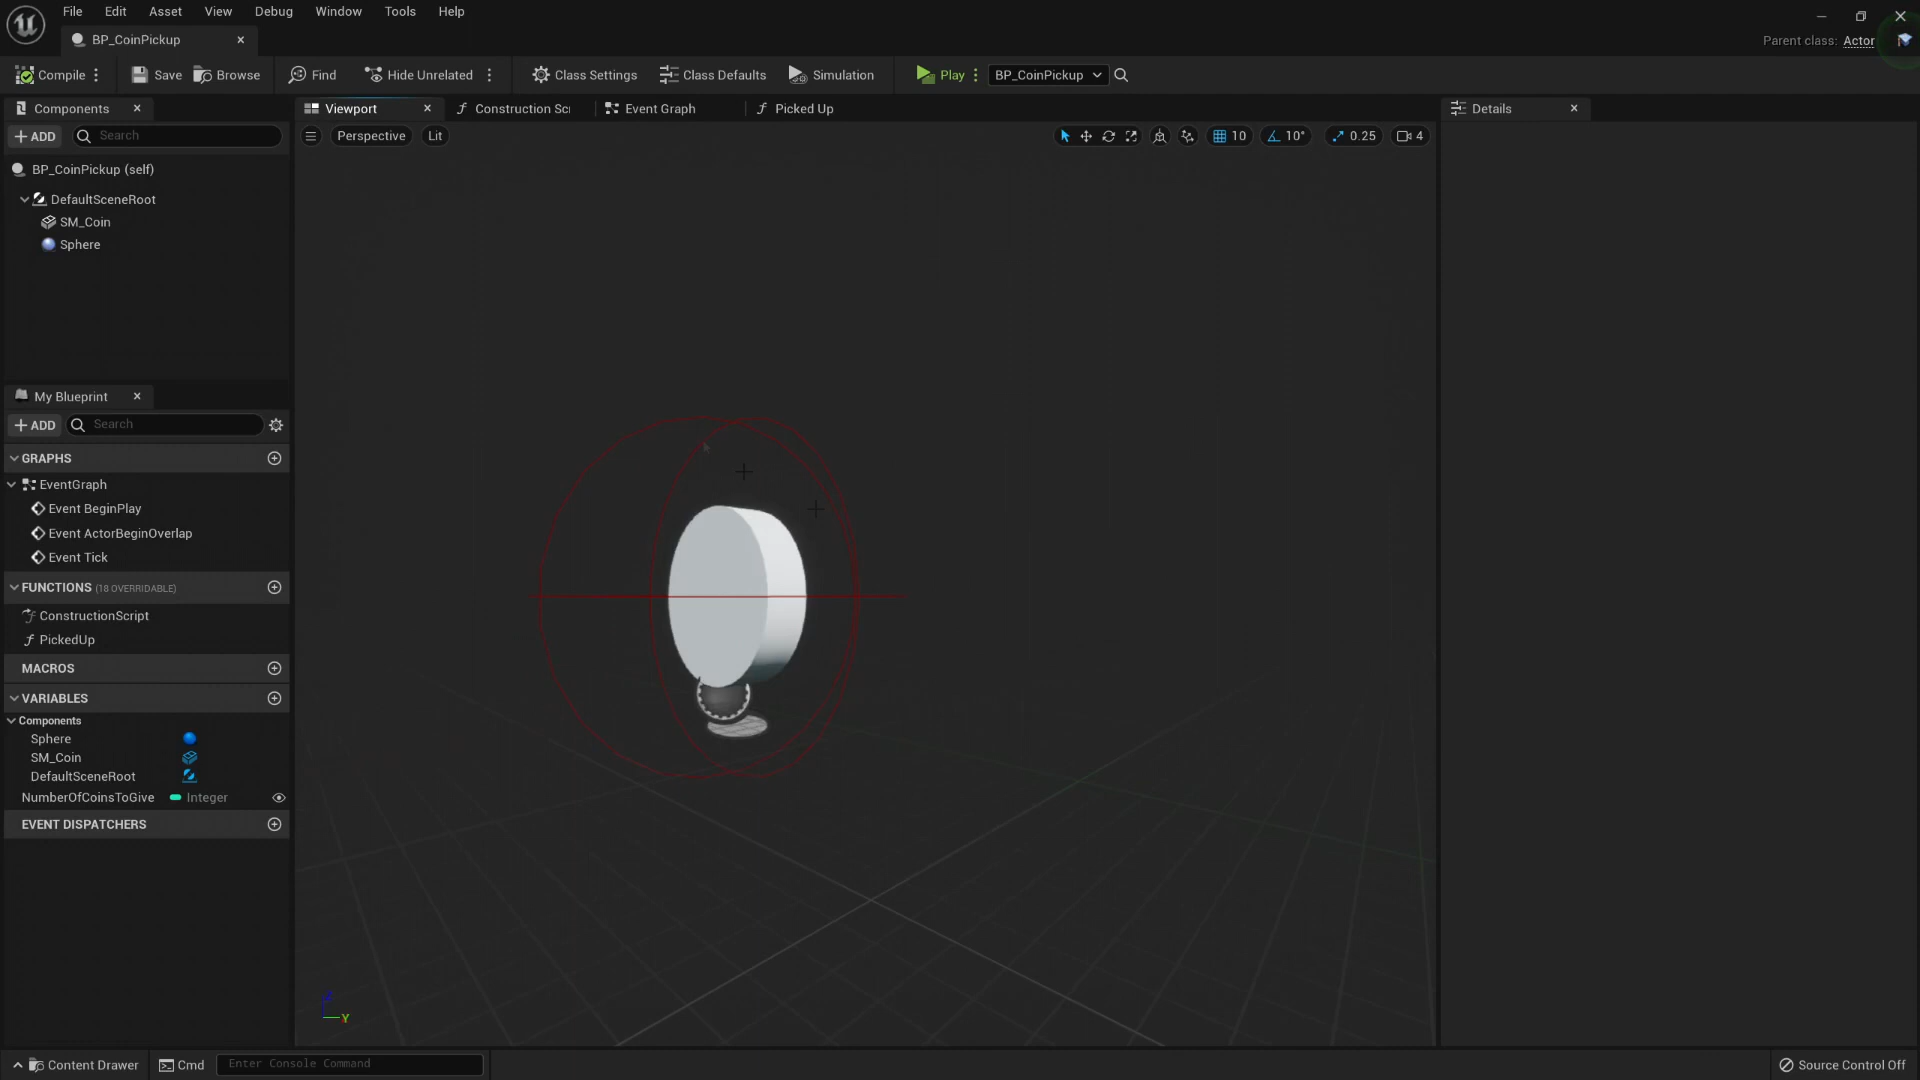 File Edit Asset View Debug Window Tools Help
BP_CoinPickup
Parent class: Actor
Compile Save Browse Find Hide Unrelated Class Settings Class Defaults Simulation Play BP_CoinPickup
Components Viewport Construction Scr Event Graph Picked Up Details
ADD Search Perspective Lit 10 10° 0.25 4
BP_CoinPickup (self)
DefaultSceneRoot
SM_Coin
Sphere
My Blueprint
ADD Search
GRAPHS
EventGraph
Event BeginPlay
Event ActorBeginOverlap
Event Tick
FUNCTIONS (18 OVERRIDABLE)
ConstructionScript
PickedUp
MACROS
VARIABLES
Components
Sphere
SM_Coin
DefaultSceneRoot
NumberOfCoinsToGive Integer
EVENT DISPATCHERS
Z
Y
Content Drawer Cmd Enter Console Command Source Control Off